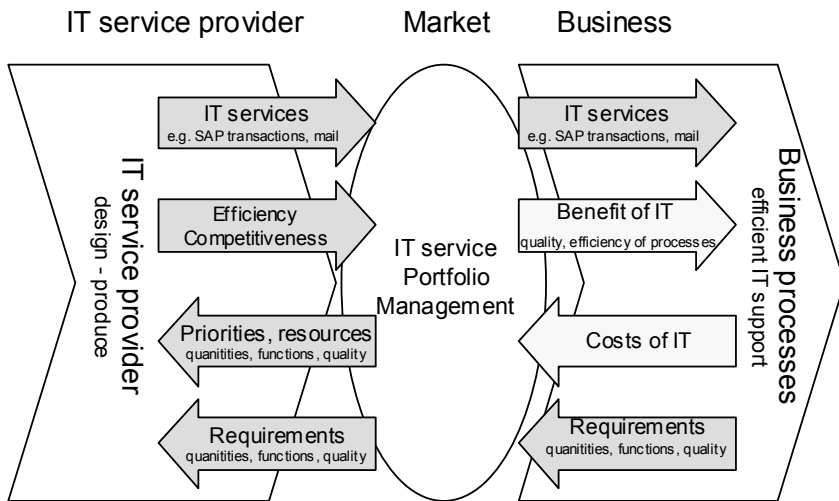 IT service provider
Market
Business
IT services
e.g. SAP transactions, mail
IT services
e.g. SAP transactions, mail
Efficiency
Competitiveness
Benefit of IT
quality, efficiency of processes
IT service provider
design - produce
IT service
Portfolio
Management
Business processes
efficient IT support
Priorities, resources
quanitities, functions, quality
Costs of IT
Requirements
quanitities, functions, quality
Requirements
quanitities, functions, quality